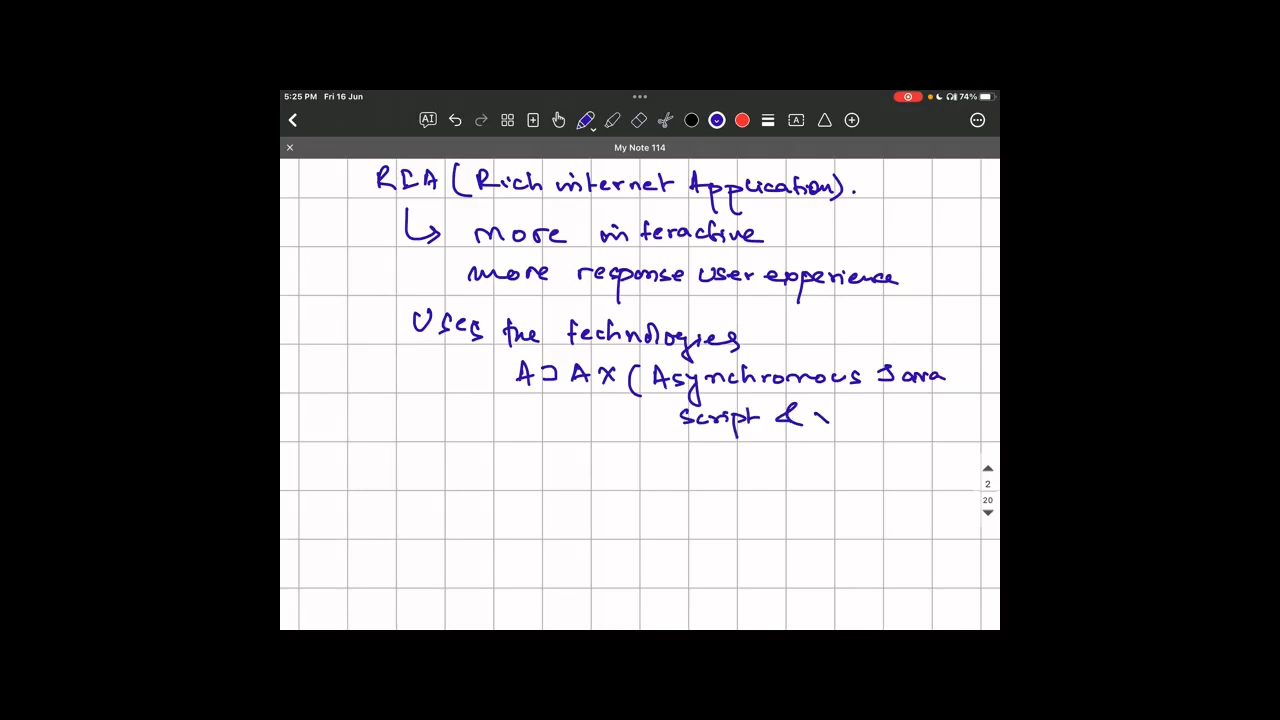 5:25 PM Fri 16 Jun
74%
AI
A
My Note 114
RIA (Rich internet Application).
more interactive
more response user experience
Uses the technologies
AJAX (Asynchronous Java
script &
2
20